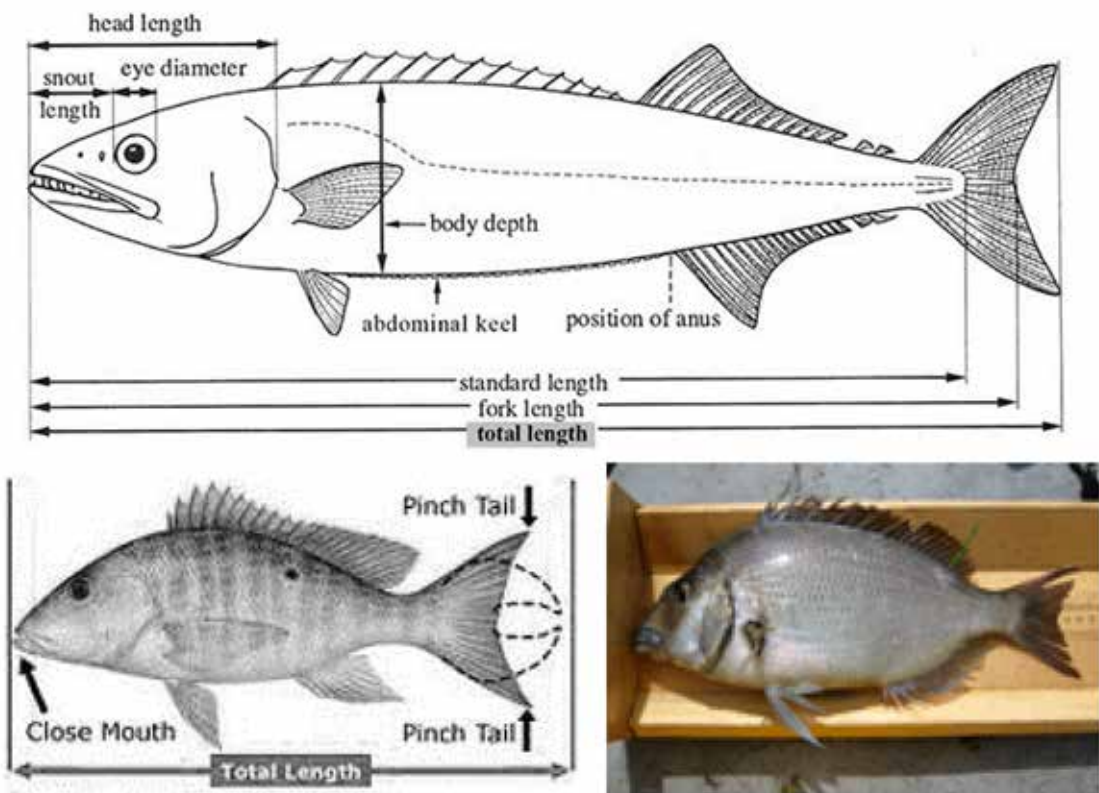 head length
snout
length
eye diameter
body depth
abdominal keel
position of anus
standard length
fork length
total length
Pinch Tail
Close Mouth
Pinch Tail
Total Length